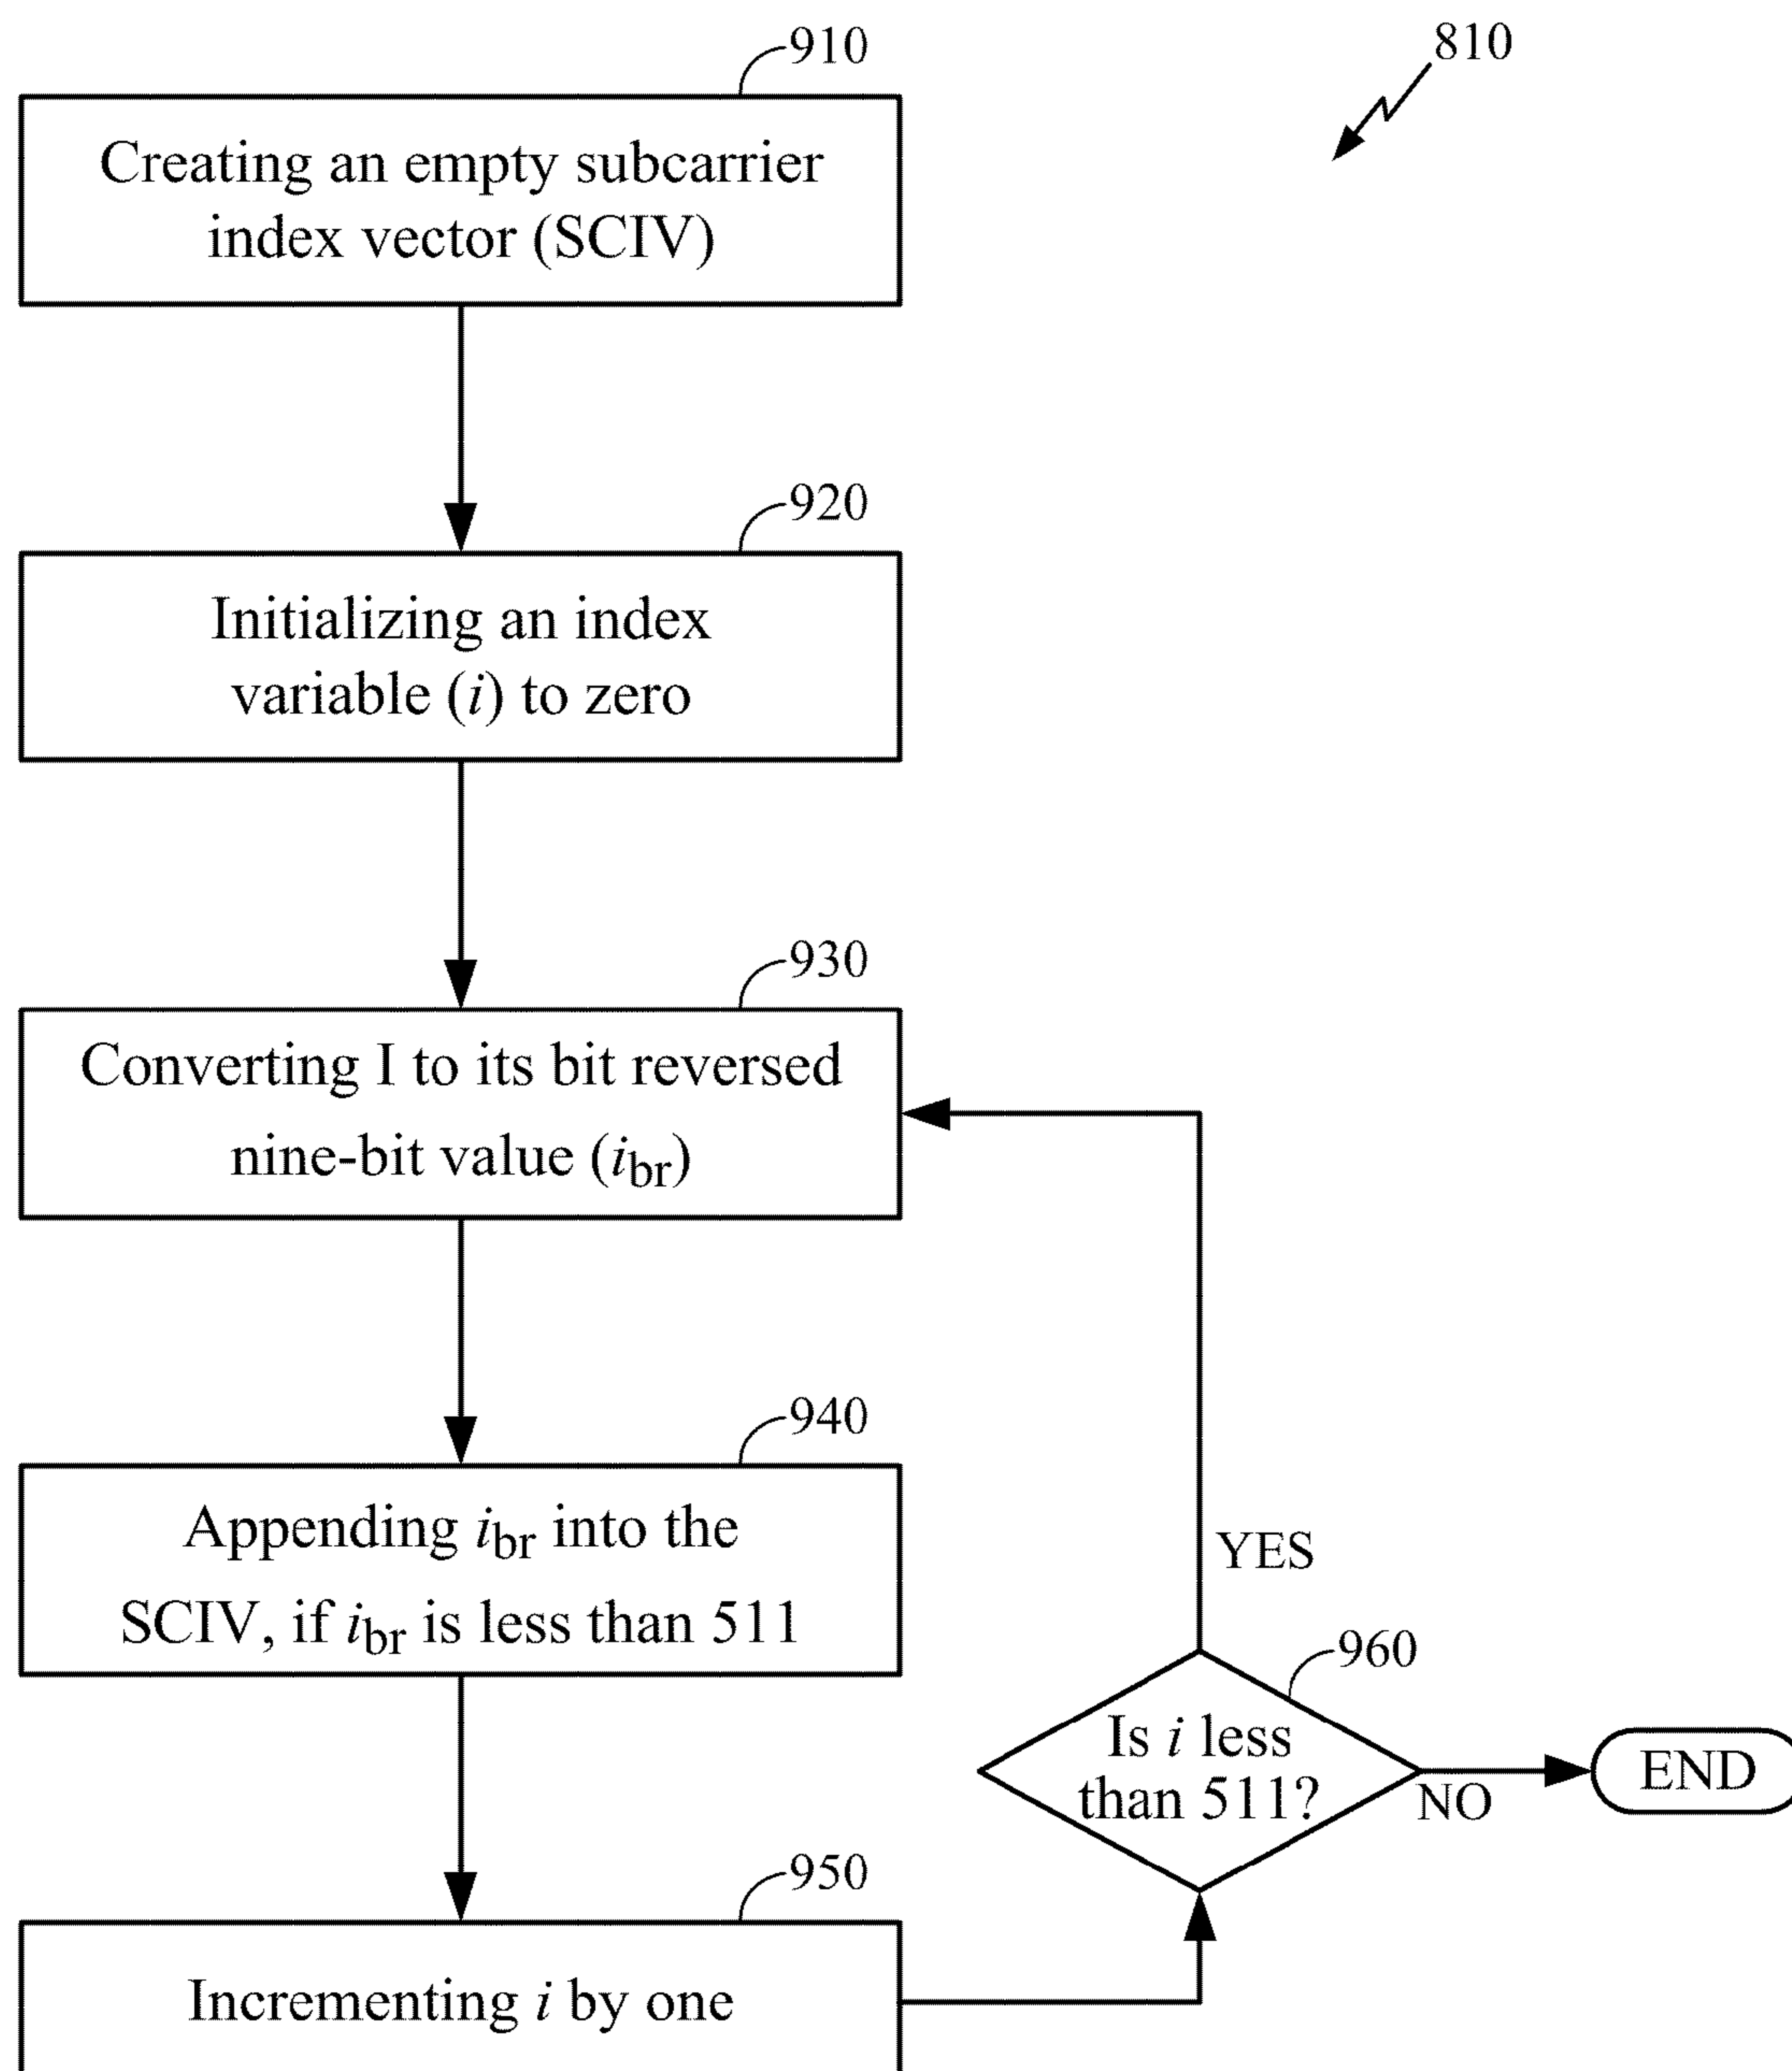 910
810
Creating an empty subcarrier
index vector (SCIV)
920
Initializing an index
variable (i) to zero
930
Converting I to its bit reversed
nine-bit value (ibr)
940
Appending ibr into the
SCIV, if ibr is less than 511
YES
960
Is i less
than 511?
NO
END
950
Incrementing i by one